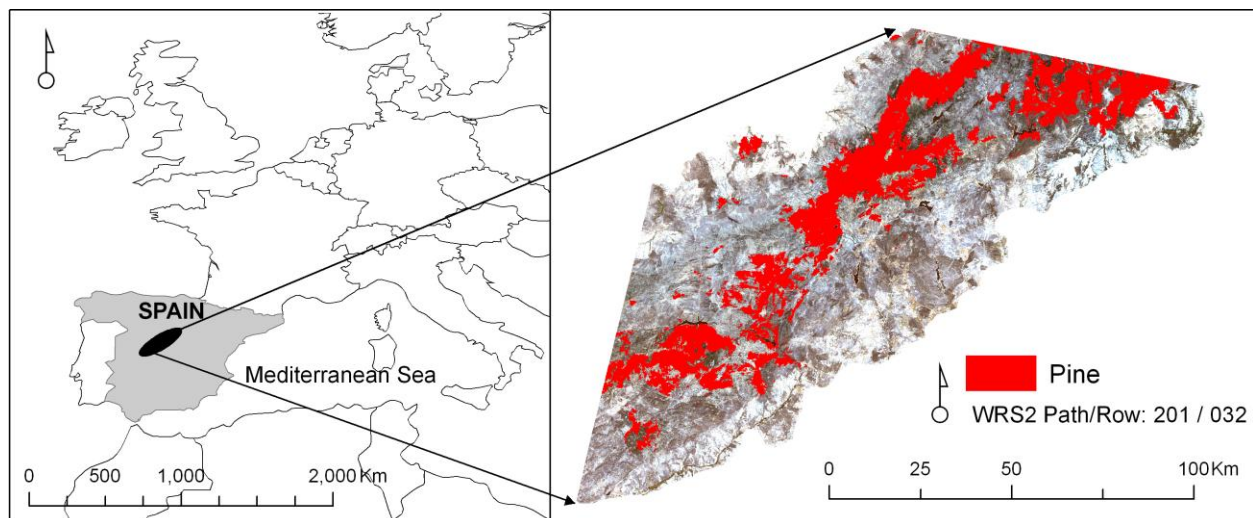 SPAIN
Mediterranean Sea
0 500 1,000 2,000 Km
Pine
WRS2 Path/Row: 201 / 032
0 25 50 100 Km